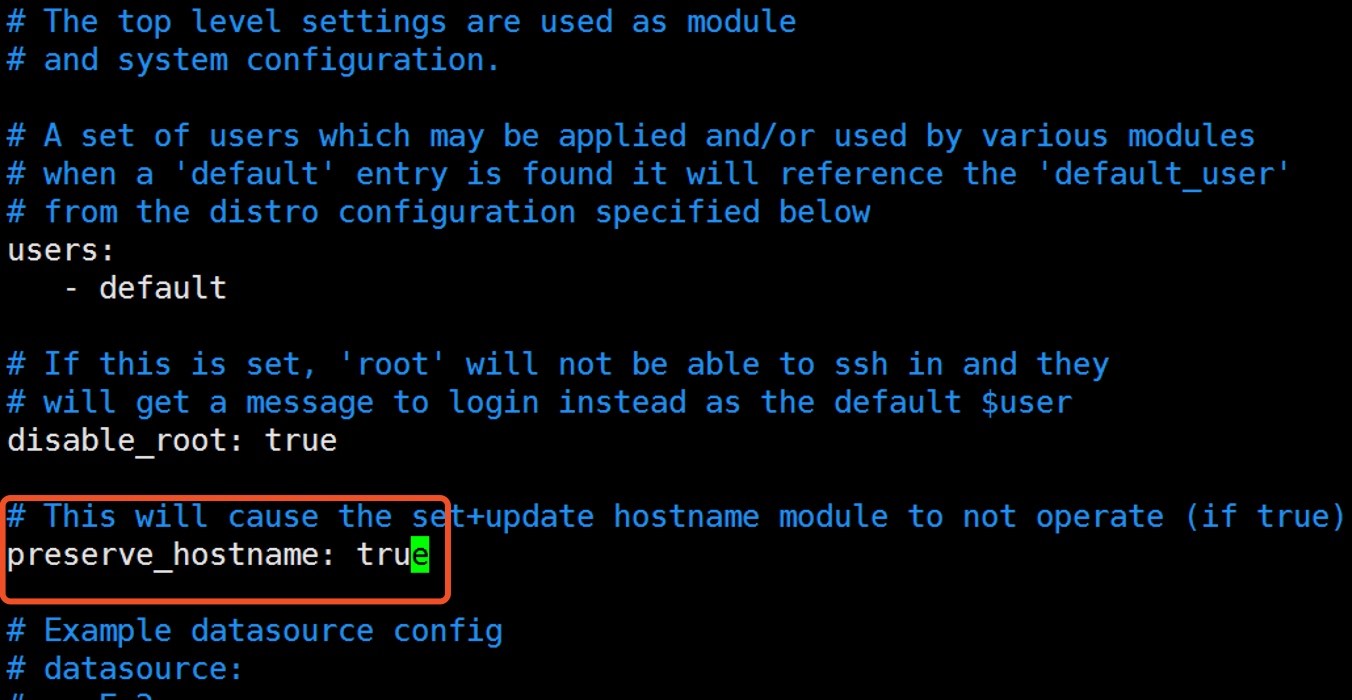 # The top level settings are used as module
# and system configuration.
# A set of users which may be applied and/or used by various modules
# when a 'default' entry is found it will reference the 'default_user'
# from the distro configuration specified below
users:
   - default
# If this is set, 'root' will not be able to ssh in and they
# will get a message to login instead as the default $user
disable_root: true
# This will cause the set+update hostname module to not operate (if true)
preserve_hostname: true
# Example datasource config
# datasource: